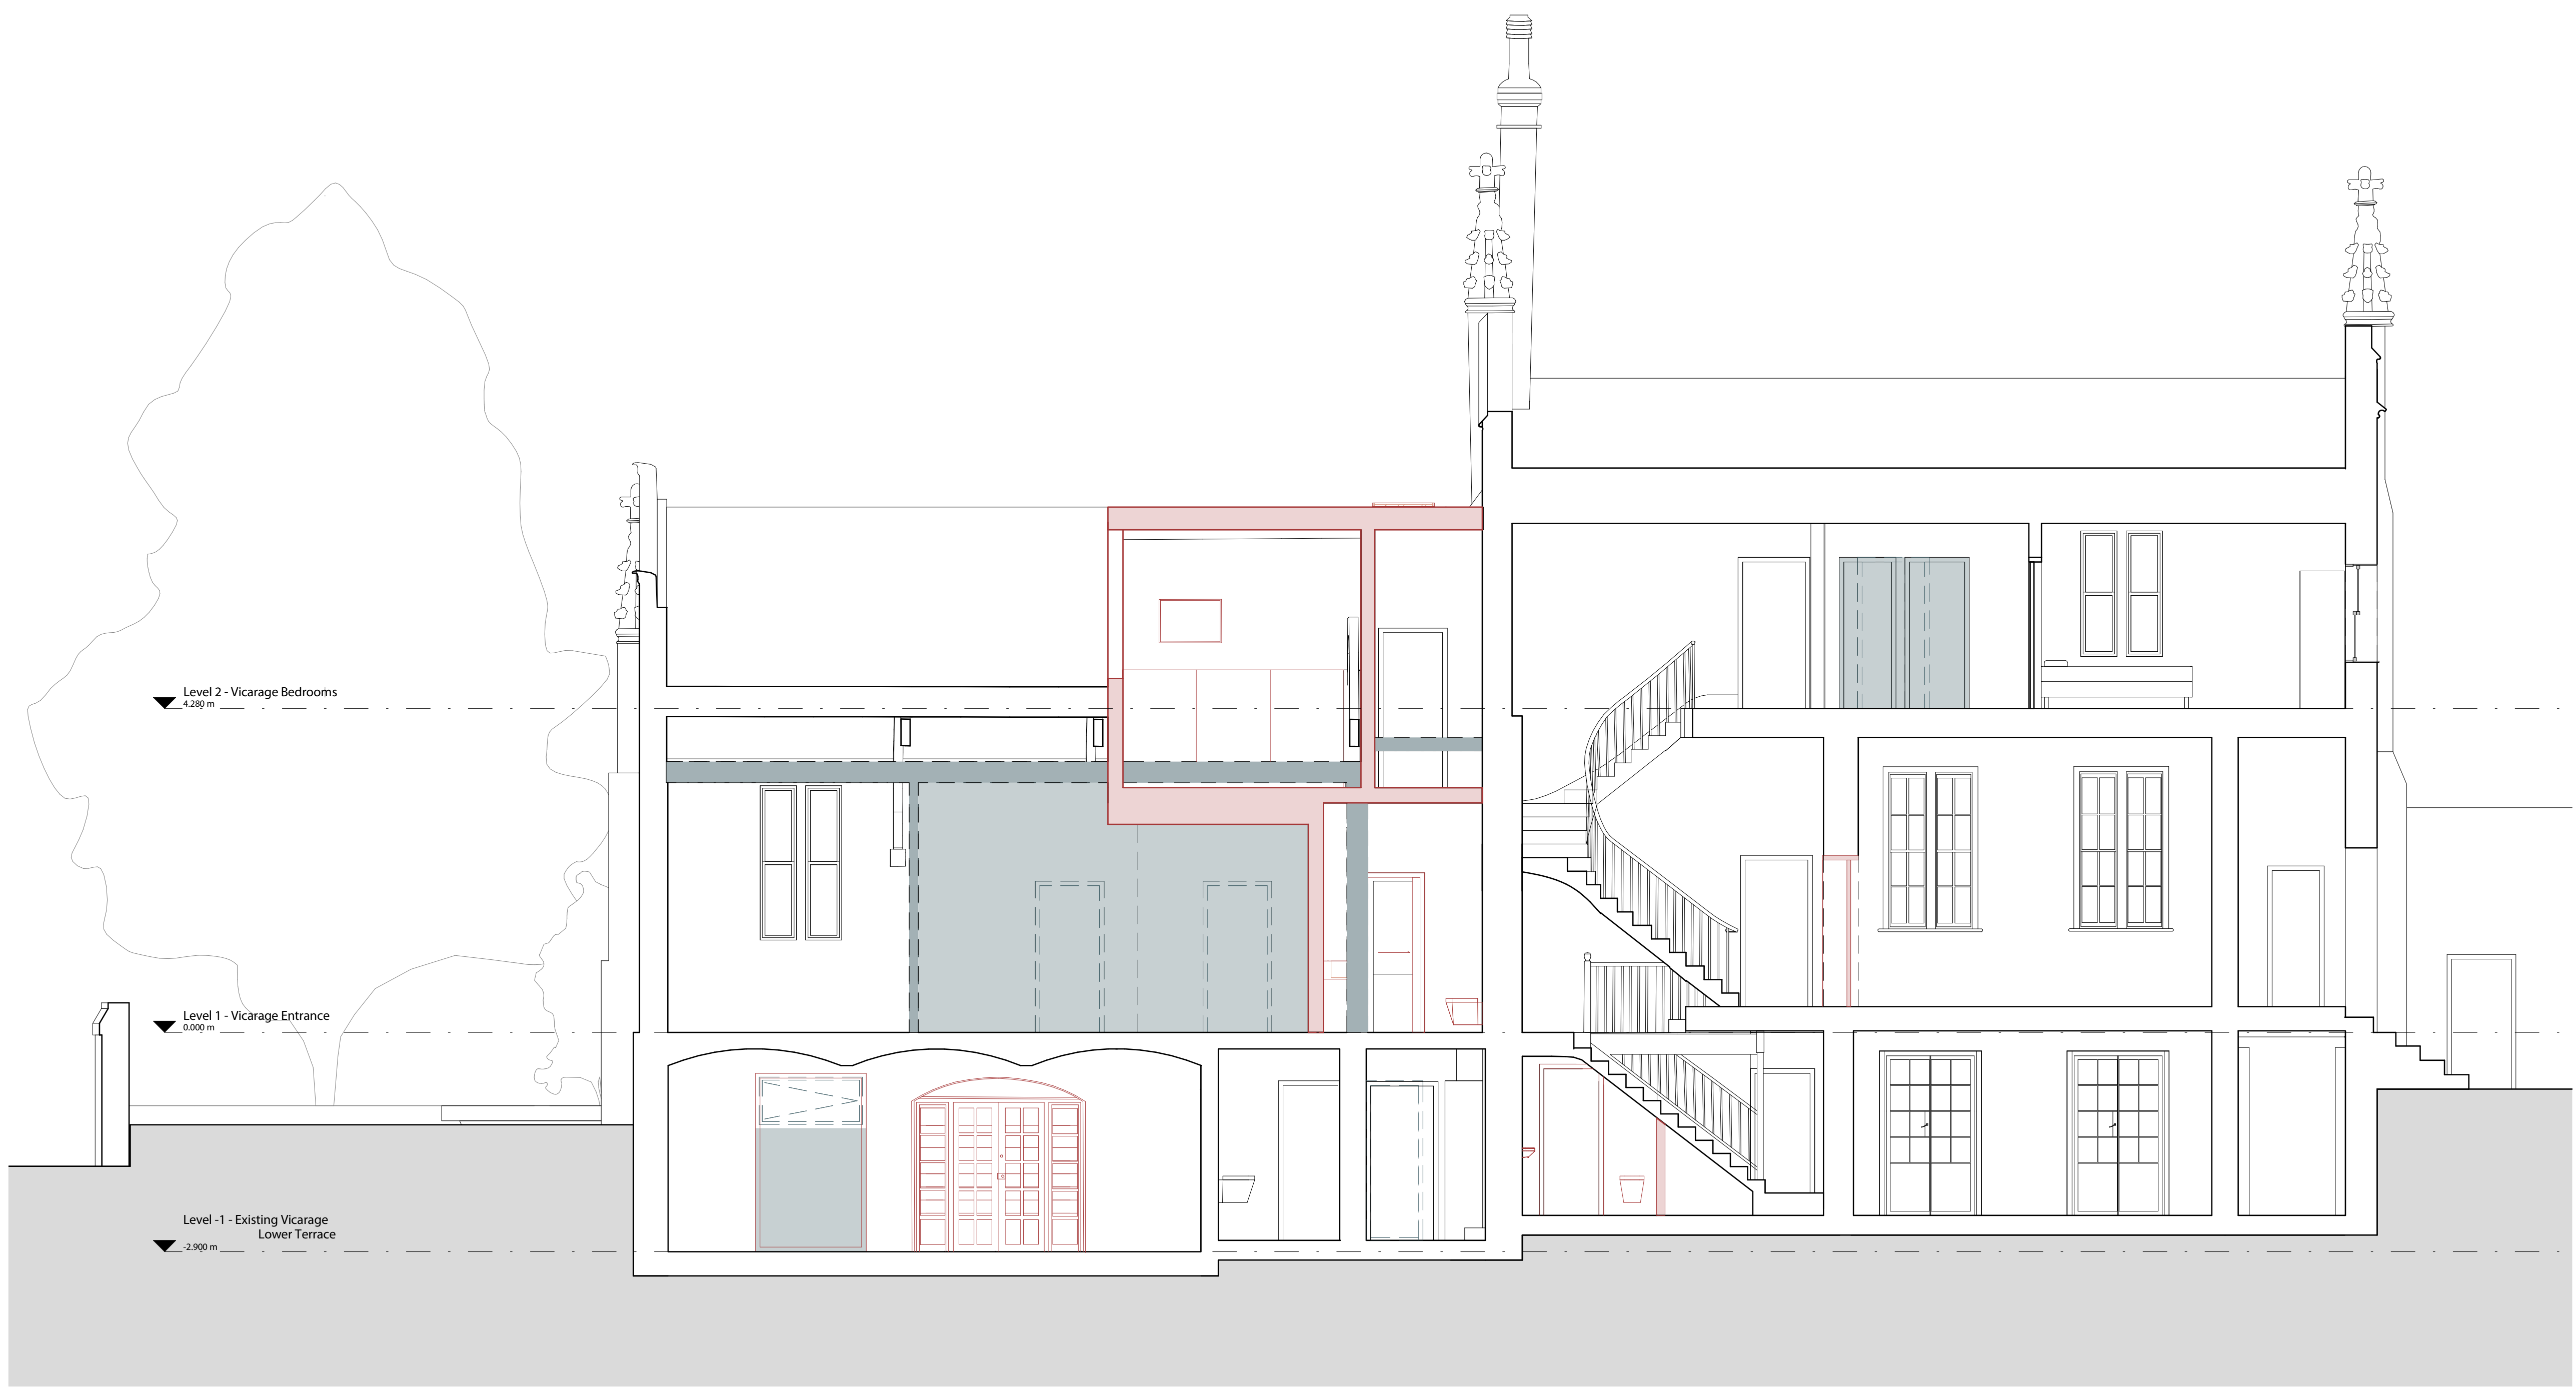 Level 2 - Vicarage Bedrooms
4.280 m
Level 1 - Vicarage Entrance
0.000 m
Level -1 - Existing Vicarage
Lower Terrace
-2.900 m